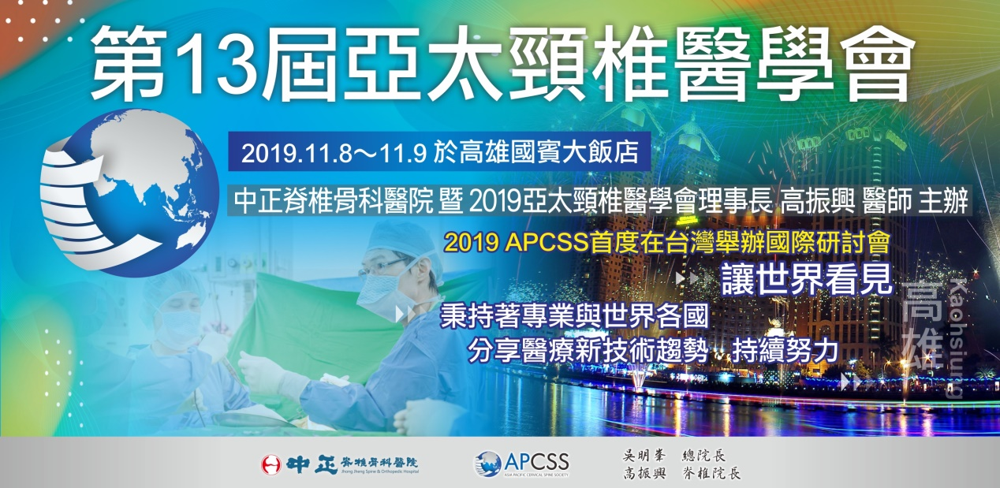 第13屆亞太頸椎醫學會
2019.11.8～11.9 於高雄國賓大飯店
中正脊椎骨科醫院 暨 2019亞太頸椎醫學會理事長 高振興 醫師 主辦
2019 APCSS首度在台灣舉辦國際研討會
讓世界看見
秉持著專業與世界各國
分享醫療新技術趨勢 持續努力
高雄
Kaohsiung
中正脊椎骨科醫院
Jhong Jheng Spine & Orthopedic Hospital
APCSS
ASIA PACIFIC CERVICAL SPINE SOCIETY
吳明峯 總院長
高振興 脊椎院長